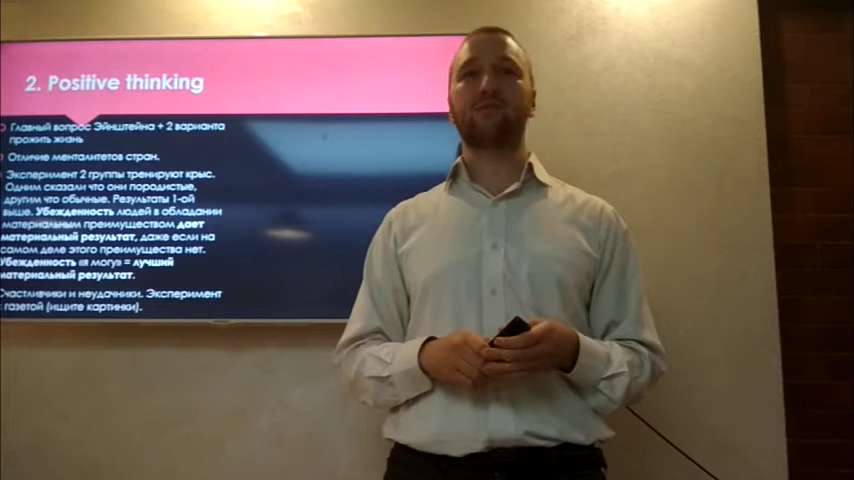 2. Positive thinking
Главный вопрос Эйнштейна + 2 варианта
прожить жизнь
Отличие менталитетов стран.
Эксперимент 2 группы тренируют крыс.
Одним сказали что они породистые,
другим что обычные. Результаты 1-ой
выше. Убежденность людей в обладании
материальным преимуществом дает
материальный результат, даже если на
самом деле этого преимущества нет.
Убежденность «я могу» = лучший
материальный результат.
Счастливчик и неудачник Эксперимент
с газетой (ищите картинки)